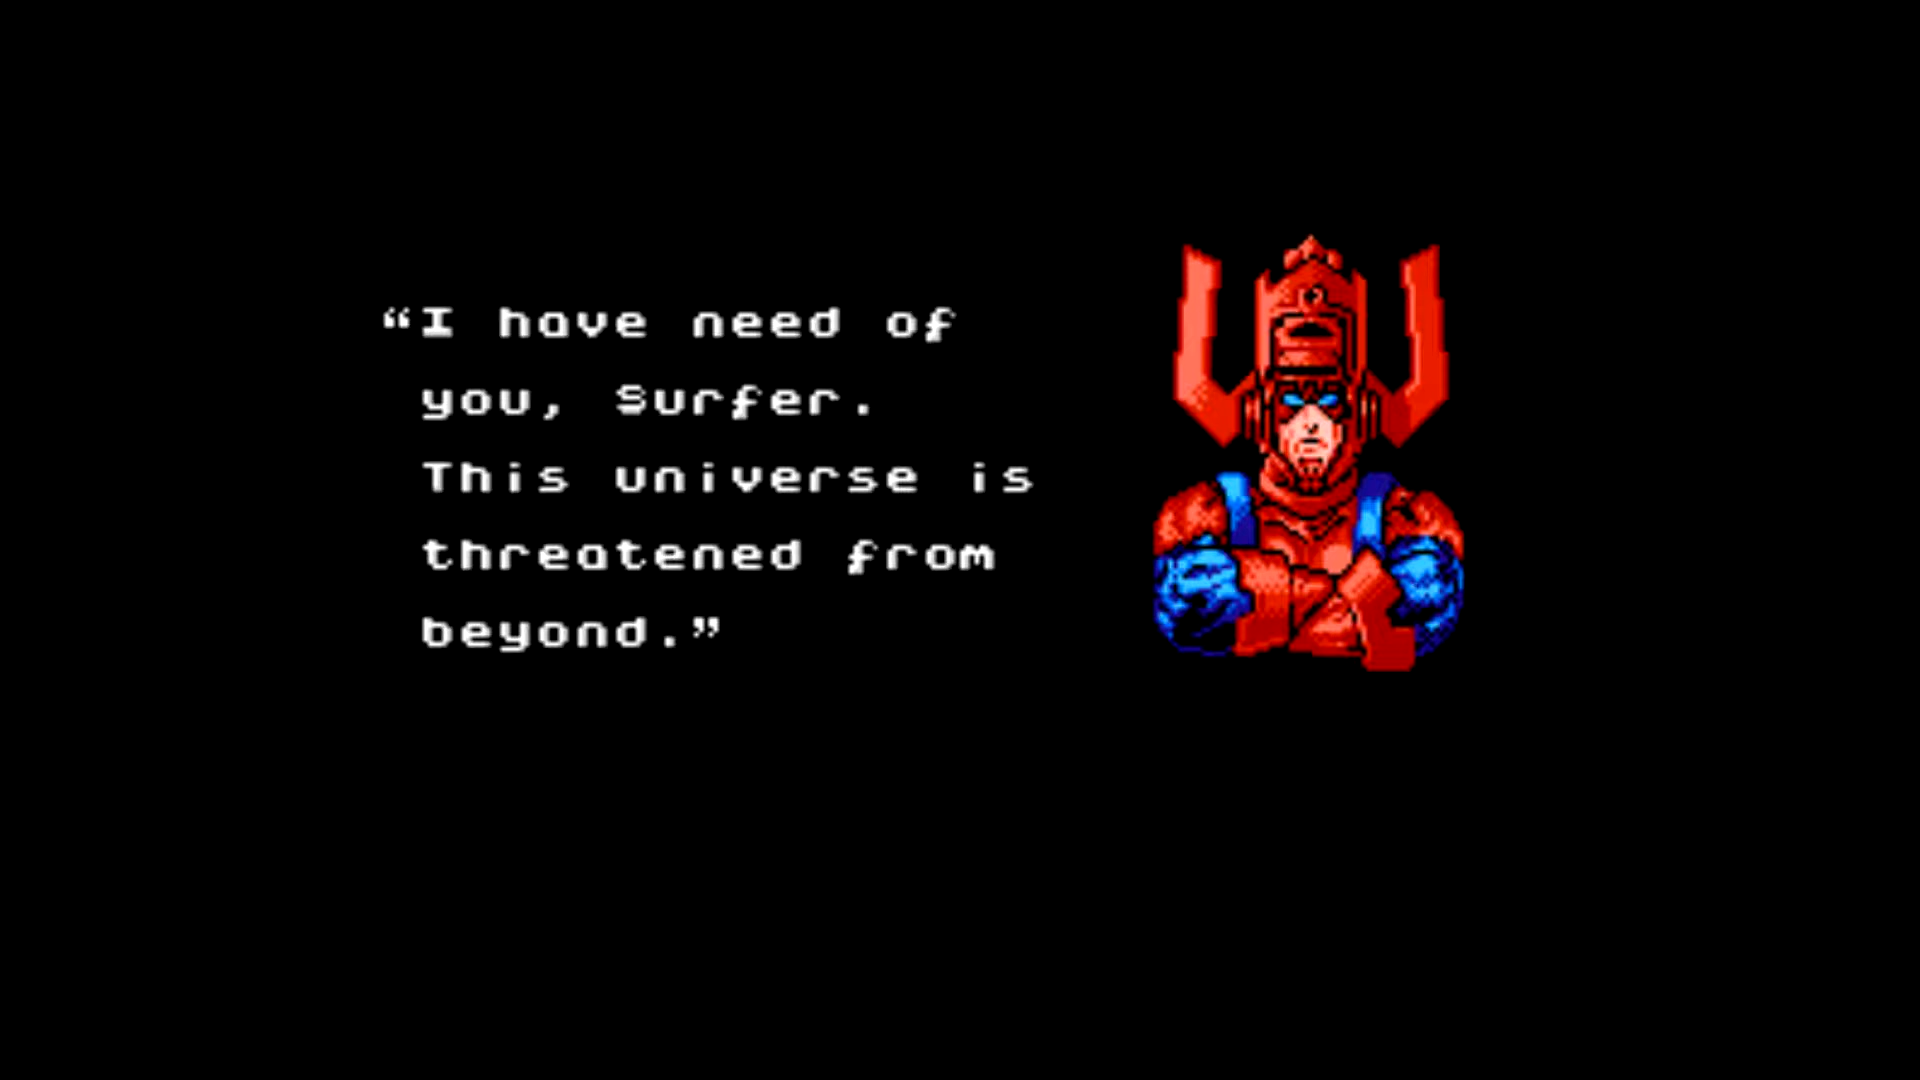 “I have need of
you, Surfer.
This universe is
threatened from
beyond.”